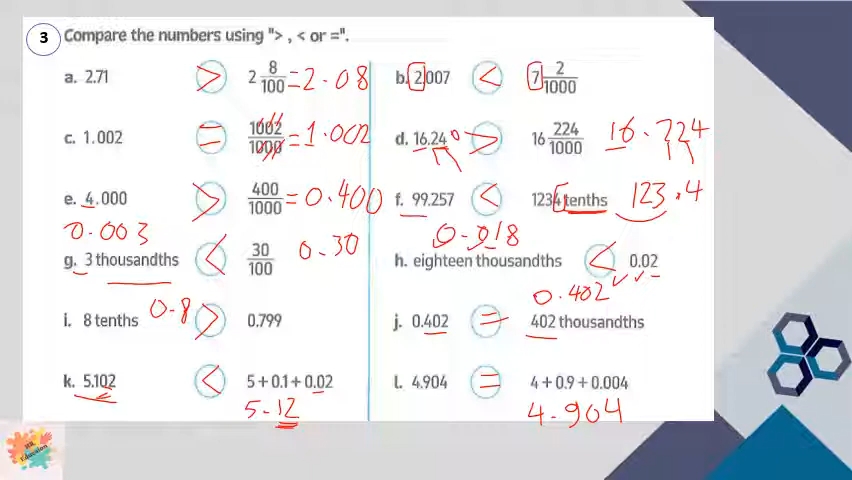 3 Compare the numbers using "> , < or =".
a. 2.71 > 2 8/100 = 2.08
b. 2.007 < 7 2/1000
c. 1.002 = 1002/1000 = 1.002
d. 16.240 > 16 224/1000 16.224
e. 4.000 > 400/1000 = 0.400
f. 99.257 < 1234 tenths 123.4
0.003
g. 3 thousandths < 30/100 0.30
0.018
h. eighteen thousandths < 0.02
i. 8 tenths 0.8 > 0.799
0.402
j. 0.402 = 402 thousandths
k. 5.102 < 5 + 0.1 + 0.02
5.12
l. 4.904 = 4 + 0.9 + 0.004
4.904
HR
Education